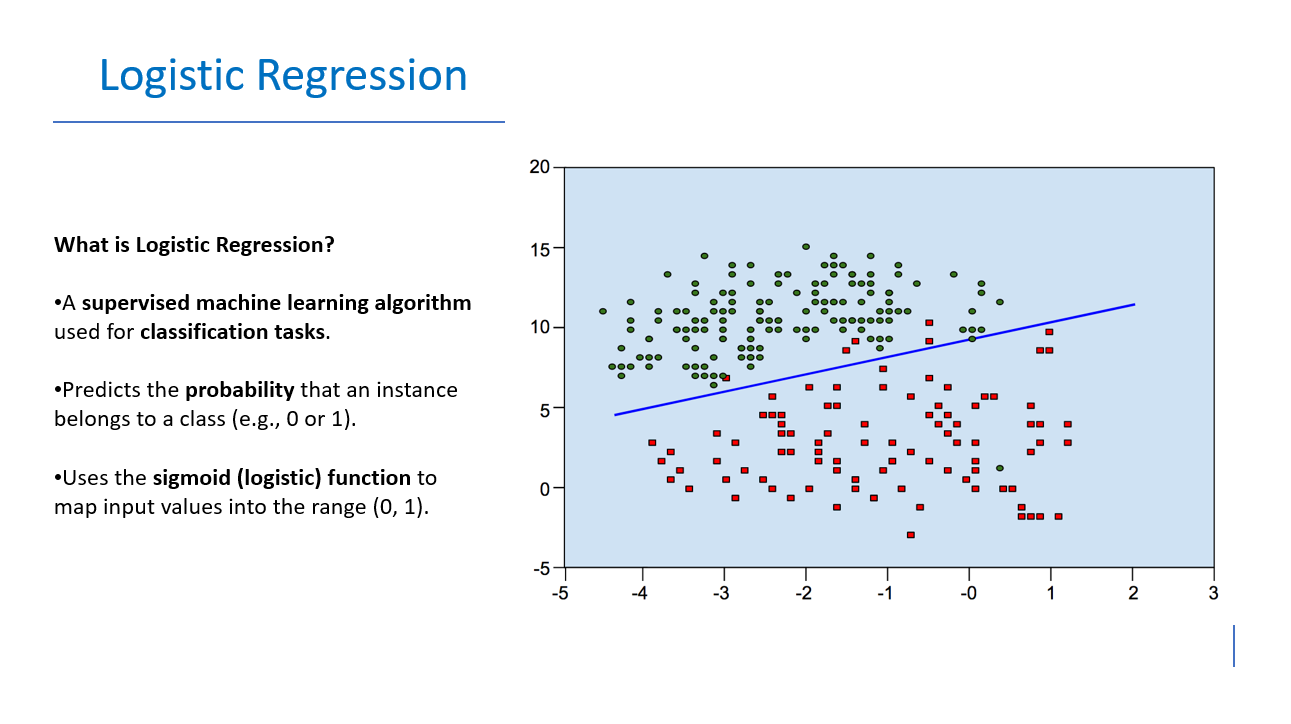 Logistic Regression
What is Logistic Regression?
•A supervised machine learning algorithm
used for classification tasks.
•Predicts the probability that an instance
belongs to a class (e.g., 0 or 1).
•Uses the sigmoid (logistic) function to
map input values into the range (0, 1).
20
15
10
5
0
-5
-5 -4 -3 -2 -1 -0 1 2 3